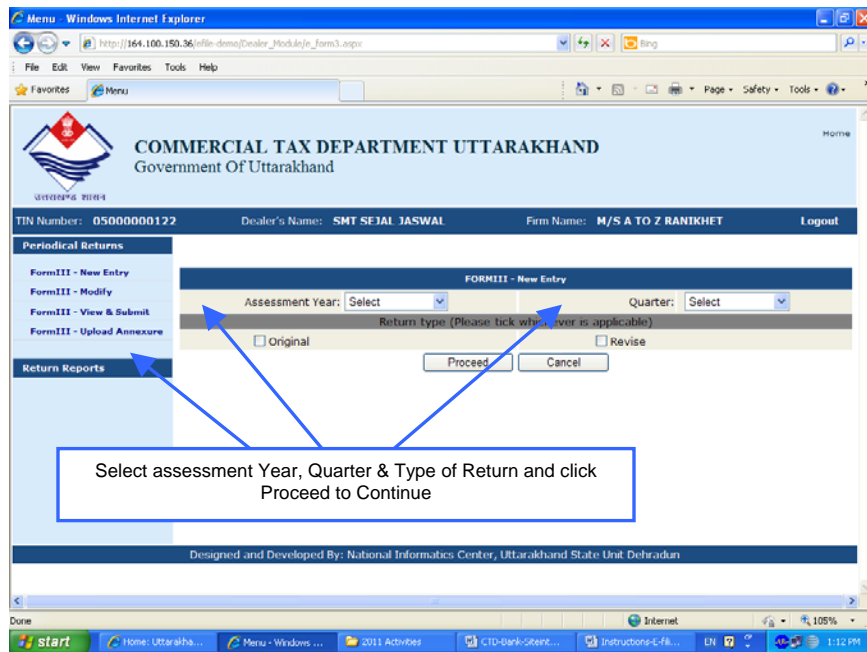 Menu - Windows Internet Explorer
http://164.100.150.36/efile-demo/Dealer_Module/e_form3.aspx
Bing
File Edit View Favorites Tools Help
Favorites Menu
Page Safety Tools
Home
COMMERCIAL TAX DEPARTMENT UTTARAKHAND
Government Of Uttarakhand
TIN Number: 05000000122 Dealer's Name: SMT SEJAL JASWAL Firm Name: M/S A TO Z RANIKHET Logout
Periodical Returns
FormIII - New Entry
FormIII - Modify
FormIII - View & Submit
FormIII - Upload Annexure
Return Reports
FORMIII - New Entry
Assessment Year: Select Quarter: Select
Return type (Please tick whichever is applicable)
Original Revise
Proceed Cancel
Select assessment Year, Quarter & Type of Return and click
Proceed to Continue
Designed and Developed By: National Informatics Center, Uttarakhand State Unit Dehradun
Done Internet 105%
start Home: Uttarakha... Menu - Windows ... 2011 Activities CTD-Bank-Siteint... Instructions-E-fili... EN 1:12 PM